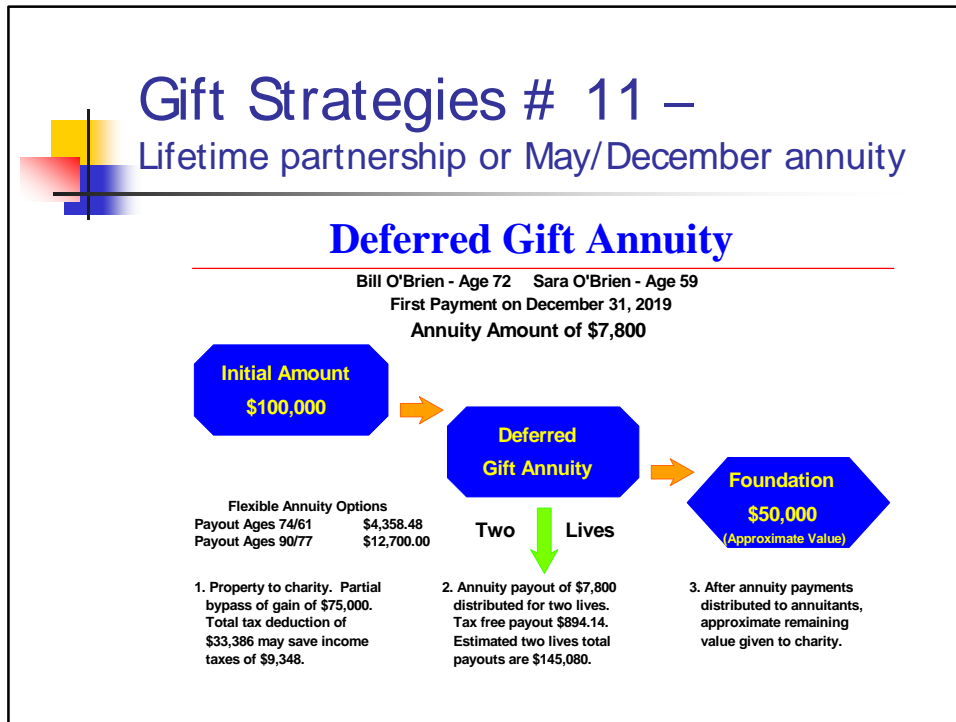 Gift Strategies # 11 –
Lifetime partnership or May/December annuity
Deferred Gift Annuity
Bill O'Brien - Age 72 Sara O'Brien - Age 59
First Payment on December 31, 2019
Annuity Amount of $7,800
Initial Amount
$100,000
Deferred
Gift Annuity
Foundation
$50,000
(Approximate Value)
Flexible Annuity Options
Payout Ages 74/61 $4,358.48
Payout Ages 90/77 $12,700.00
Two Lives
1. Property to charity. Partial
bypass of gain of $75,000.
Total tax deduction of
$33,386 may save income
taxes of $9,348.
2. Annuity payout of $7,800
distributed for two lives.
Tax free payout $894.14.
Estimated two lives total
payouts are $145,080.
3. After annuity payments
distributed to annuitants,
approximate remaining
value given to charity.